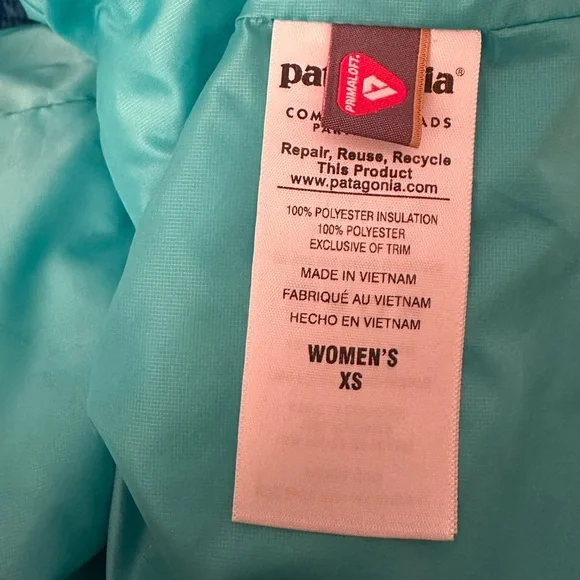 PRIMALOFT®
patagonia®
Repair, Reuse, Recycle
This Product
www.patagonia.com
100% POLYESTER INSULATION
100% POLYESTER
EXCLUSIVE OF TRIM
MADE IN VIETNAM
FABRIQUÉ AU VIETNAM
HECHO EN VIETNAM
WOMEN'S
XS